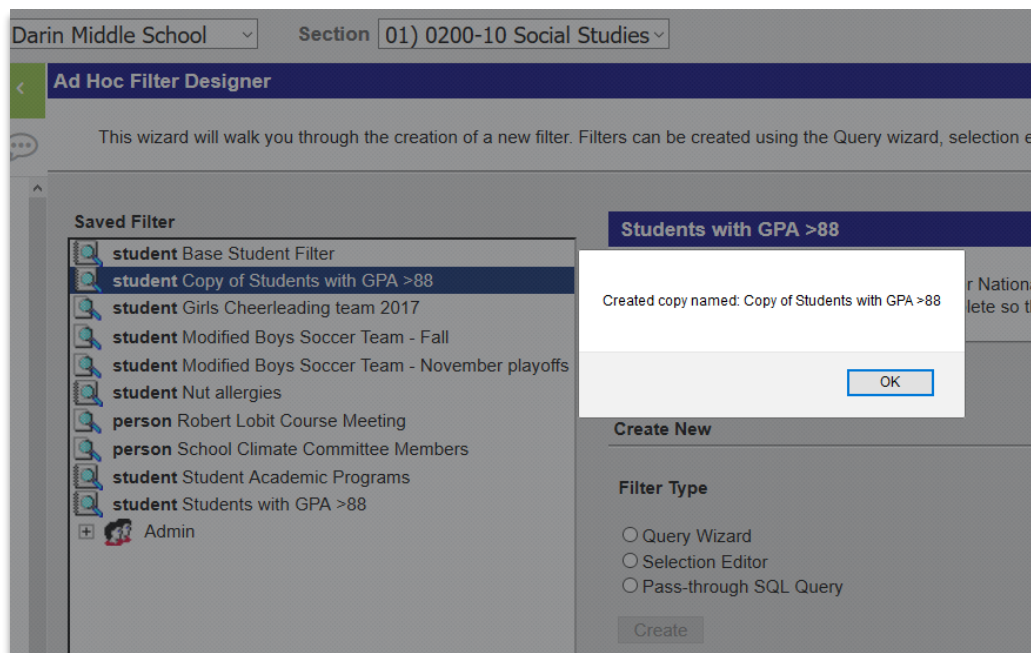 Darin Middle School
Section 01) 0200-10 Social Studies
Ad Hoc Filter Designer
This wizard will walk you through the creation of a new filter. Filters can be created using the Query wizard, selection
Saved Filter
student Base Student Filter
student Copy of Students with GPA >88
student Girls Cheerleading team 2017
student Modified Boys Soccer Team - Fall
student Modified Boys Soccer Team - November playoffs
student Nut allergies
person Robert Lobit Course Meeting
person School Climate Committee Members
student Student Academic Programs
student Students with GPA >88
Admin
Students with GPA >88
Created copy named: Copy of Students with GPA >88
OK
Create New
Filter Type
Query Wizard
Selection Editor
Pass-through SQL Query
Create